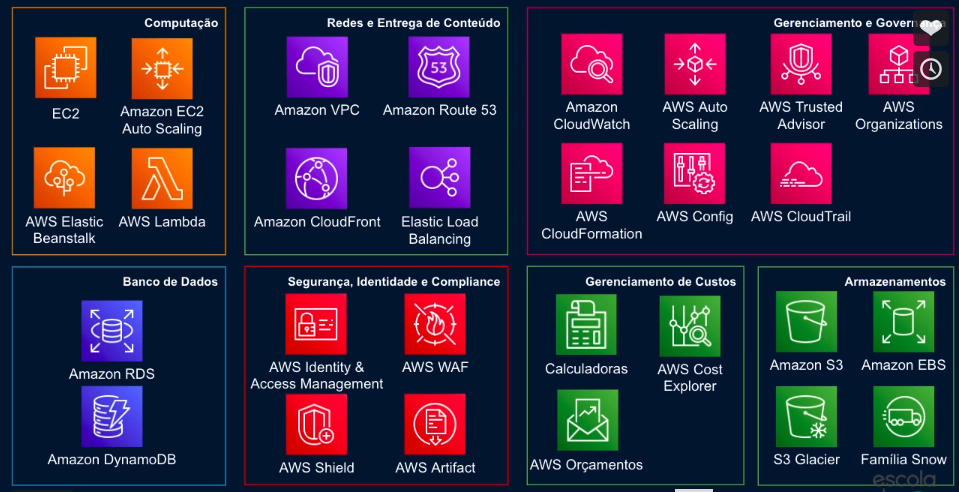 Computação
EC2
Amazon EC2
Auto Scaling
AWS Elastic
Beanstalk
AWS Lambda
Redes e Entrega de Conteúdo
Amazon VPC
53
Amazon Route 53
Amazon CloudFront
Elastic Load
Balancing
Gerenciamento e Governança
Amazon
CloudWatch
AWS Auto
Scaling
AWS Trusted
Advisor
AWS
Organizations
AWS
CloudFormation
AWS Config
AWS CloudTrail
Banco de Dados
Amazon RDS
Amazon DynamoDB
Segurança, Identidade e Compliance
AWS Identity &
Access Management
AWS WAF
AWS Shield
AWS Artifact
Gerenciamento de Custos
Calculadoras
AWS Cost
Explorer
AWS Orçamentos
Armazenamentos
Amazon S3
Amazon EBS
S3 Glacier
Família Snow
escola